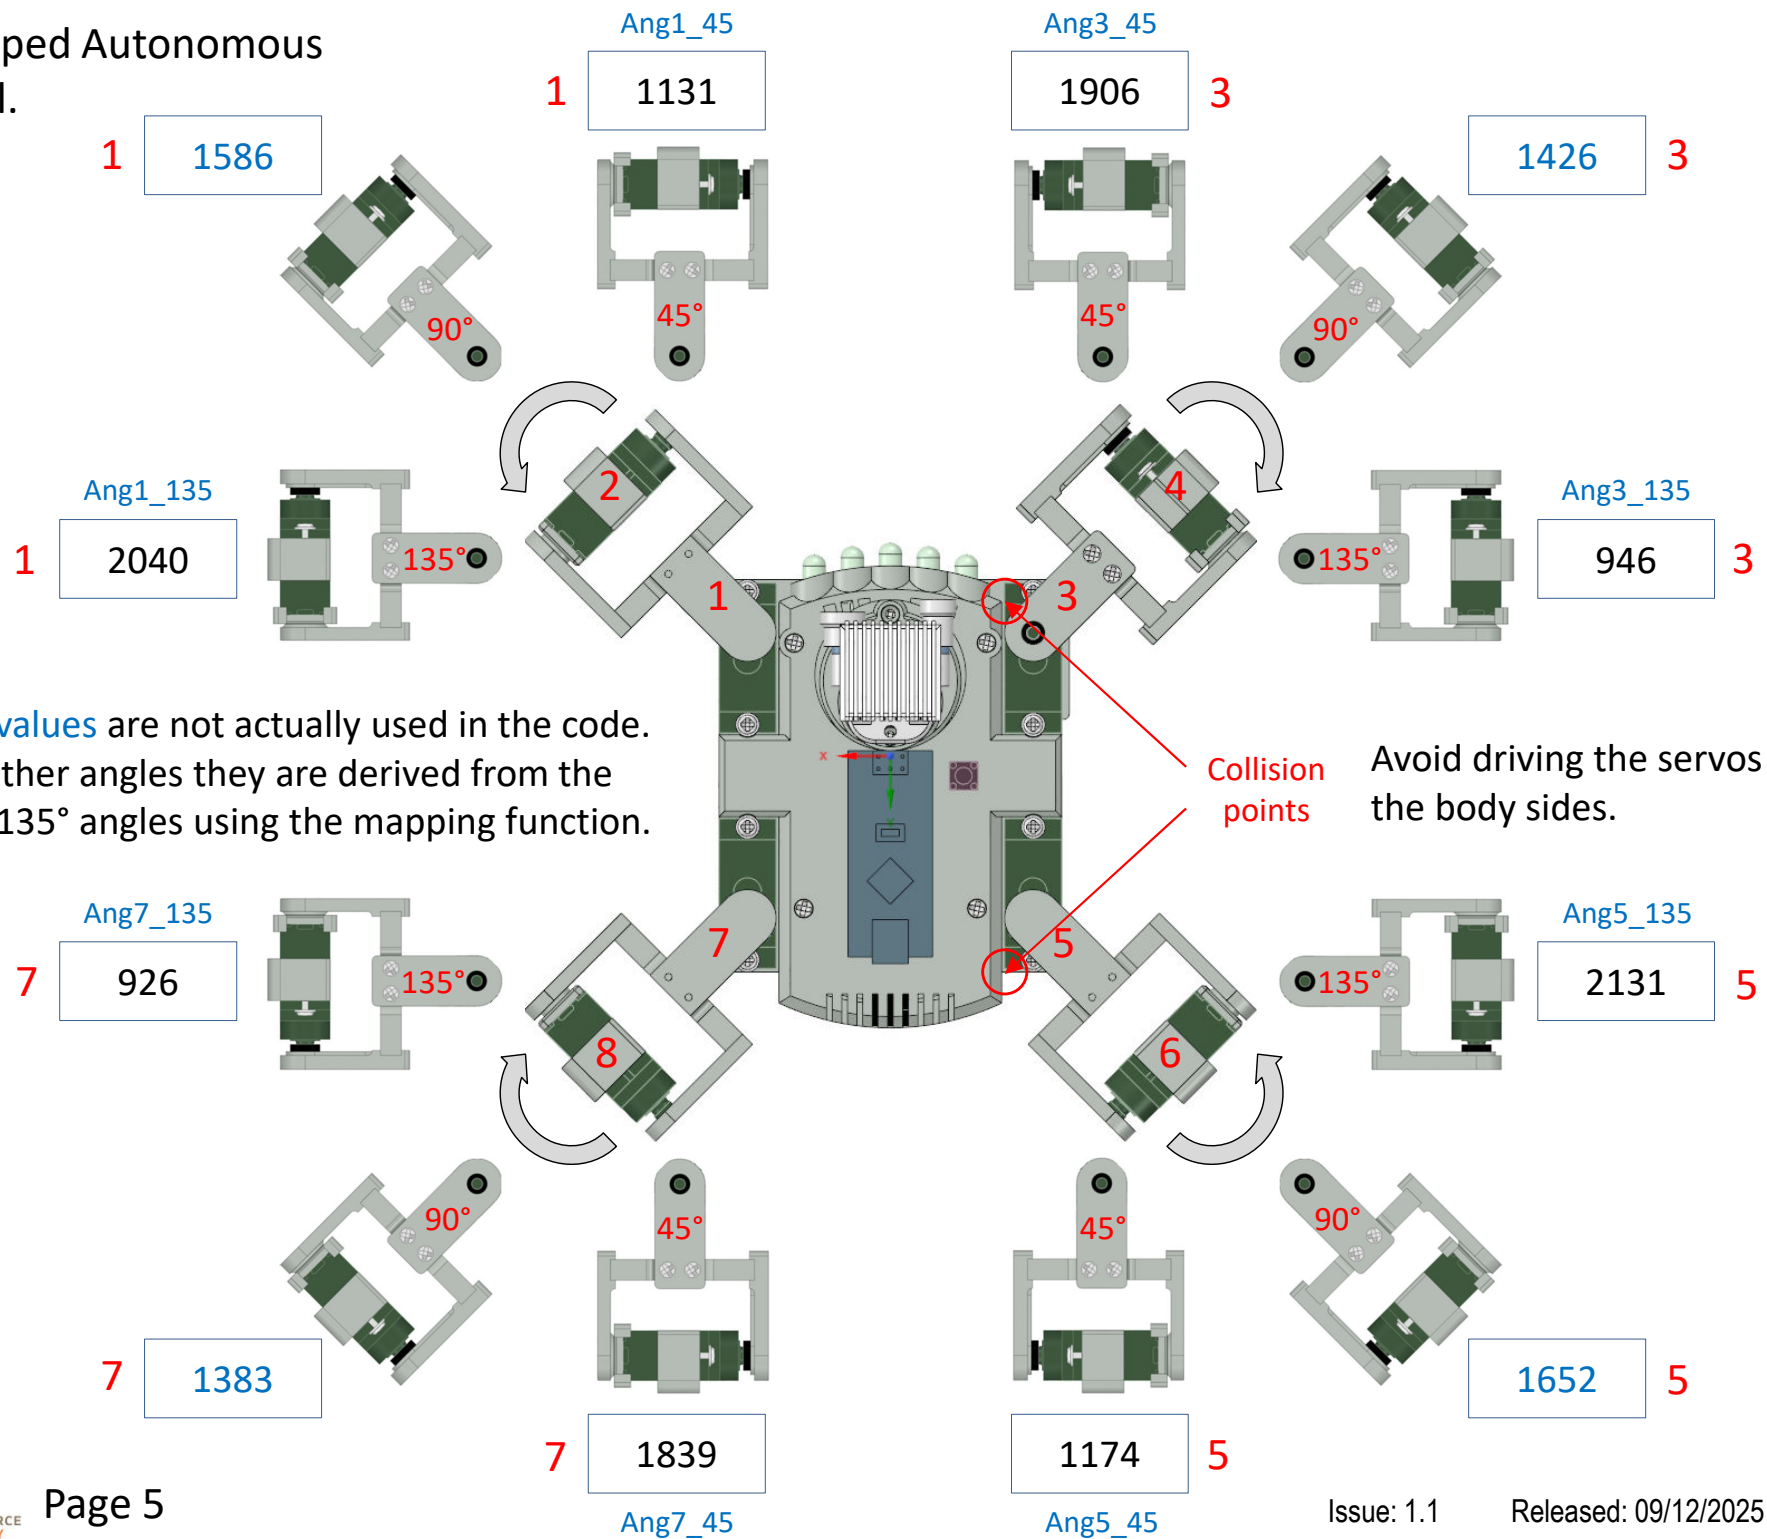 ped Autonomous
Ang1_45
Ang3_45
1 1131
1906 3
1 1586
1426 3
45°
45°
90°
90°
2
4
Ang1_135
Ang3_135
1 2040
135°
135°
946 3
1
3
values are not actually used in the code.
ther angles they are derived from the
135° angles using the mapping function.
x
Collision
points
Avoid driving the servos
the body sides.
Ang7_135
Ang5_135
7 926
135°
7
5
135°
2131 5
8
6
90°
45°
45°
90°
7 1383
1652 5
7 1839
1174 5
Ang7_45
Ang5_45
RCE
Page 5
Issue: 1.1
Released: 09/12/2025